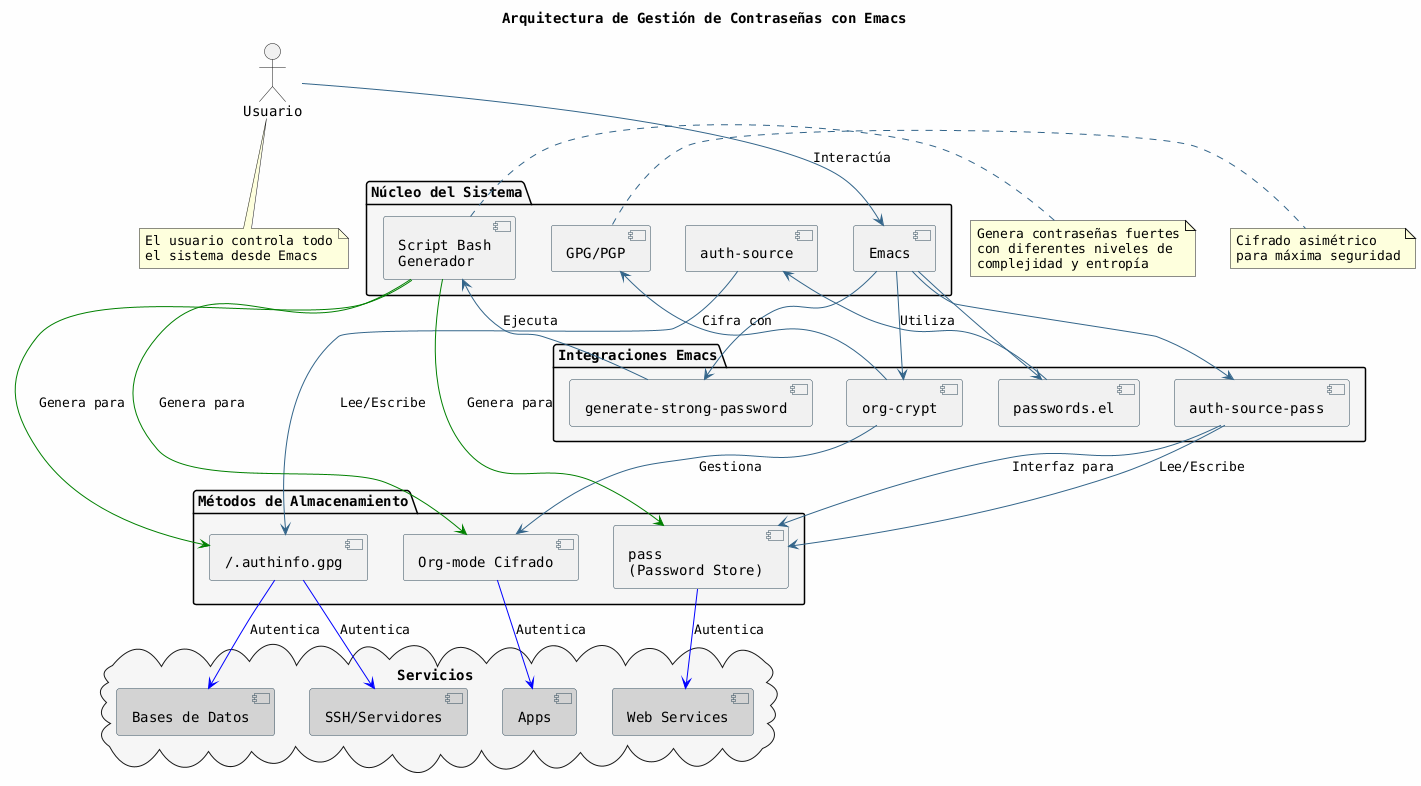 Arquitectura de Gestión de Contraseñas con Emacs
Usuario
Interactúa
Núcleo del Sistema
Script Bash
Generador
GPG/PGP
auth-source
Emacs
El usuario controla todo
el sistema desde Emacs
Genera contraseñas fuertes
con diferentes niveles de
complejidad y entropía
Cifrado asimétrico
para máxima seguridad
Ejecuta
Cifra con
Utiliza
Integraciones Emacs
generate-strong-password
org-crypt
passwords.el
auth-source-pass
Genera para
Genera para
Lee/Escribe
Genera para
Gestiona
Interfaz para
Lee/Escribe
Métodos de Almacenamiento
/.authinfo.gpg
Org-mode Cifrado
pass
(Password Store)
Autentica
Autentica
Autentica
Autentica
Servicios
Bases de Datos
SSH/Servidores
Apps
Web Services